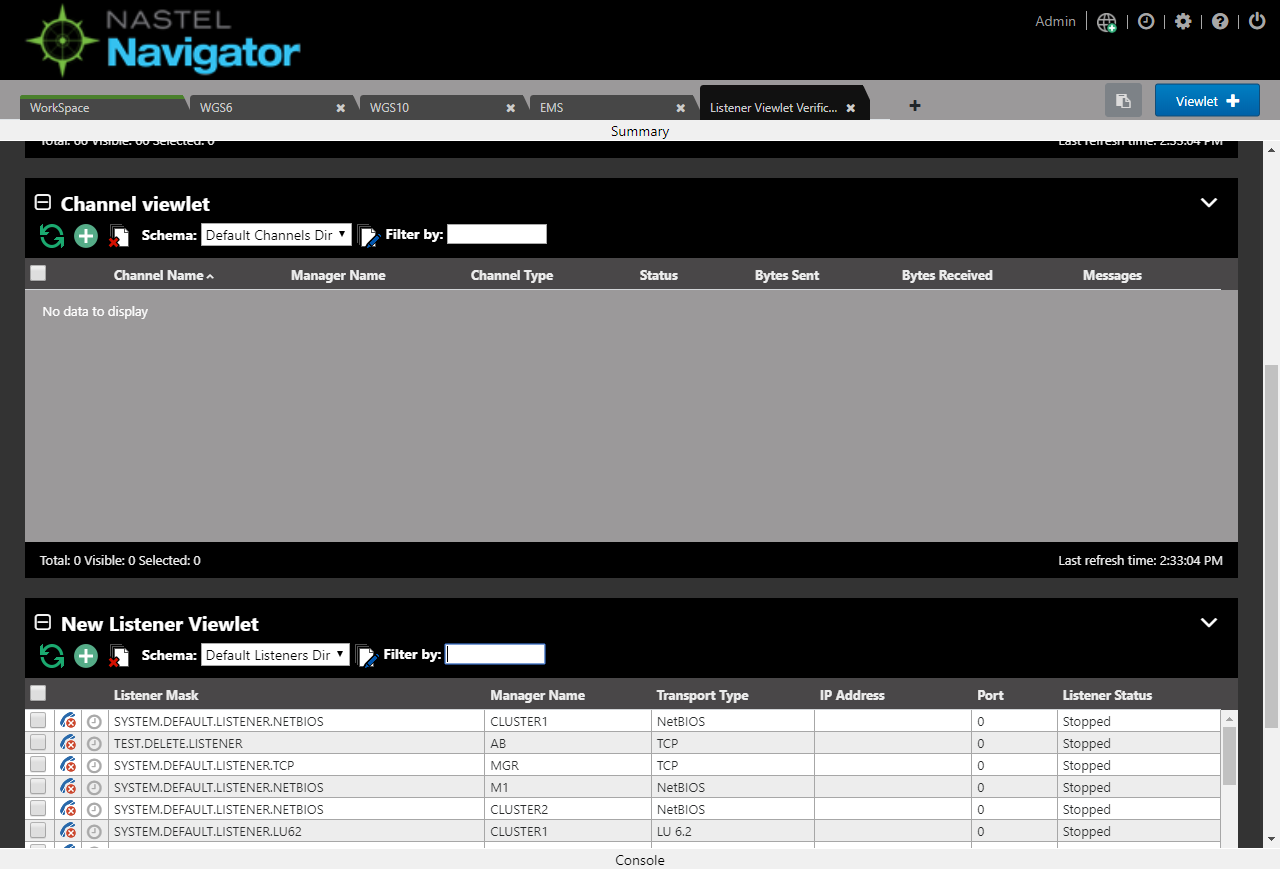 NASTEL
Navigator
Admin
WorkSpace
WGS6
WGS10
EMS
Listener Viewlet Verific...
Viewlet
Summary
Total: 66 Visible: 66 Selected: 0 Last refresh time: 2:33:04 PM
Channel viewlet
Schema: Default Channels Dir Filter by:
Channel Name Manager Name Channel Type Status Bytes Sent Bytes Received Messages
No data to display
Total: 0 Visible: 0 Selected: 0 Last refresh time: 2:33:04 PM
New Listener Viewlet
Schema: Default Listeners Dir Filter by:
Listener Mask Manager Name Transport Type IP Address Port Listener Status
SYSTEM.DEFAULT.LISTENER.NETBIOS CLUSTER1 NetBIOS 0 Stopped
TEST.DELETE.LISTENER AB TCP 0 Stopped
SYSTEM.DEFAULT.LISTENER.TCP MGR TCP 0 Stopped
SYSTEM.DEFAULT.LISTENER.NETBIOS M1 NetBIOS 0 Stopped
SYSTEM.DEFAULT.LISTENER.NETBIOS CLUSTER2 NetBIOS 0 Stopped
SYSTEM.DEFAULT.LISTENER.LU62 CLUSTER1 LU 6.2 0 Stopped
Console